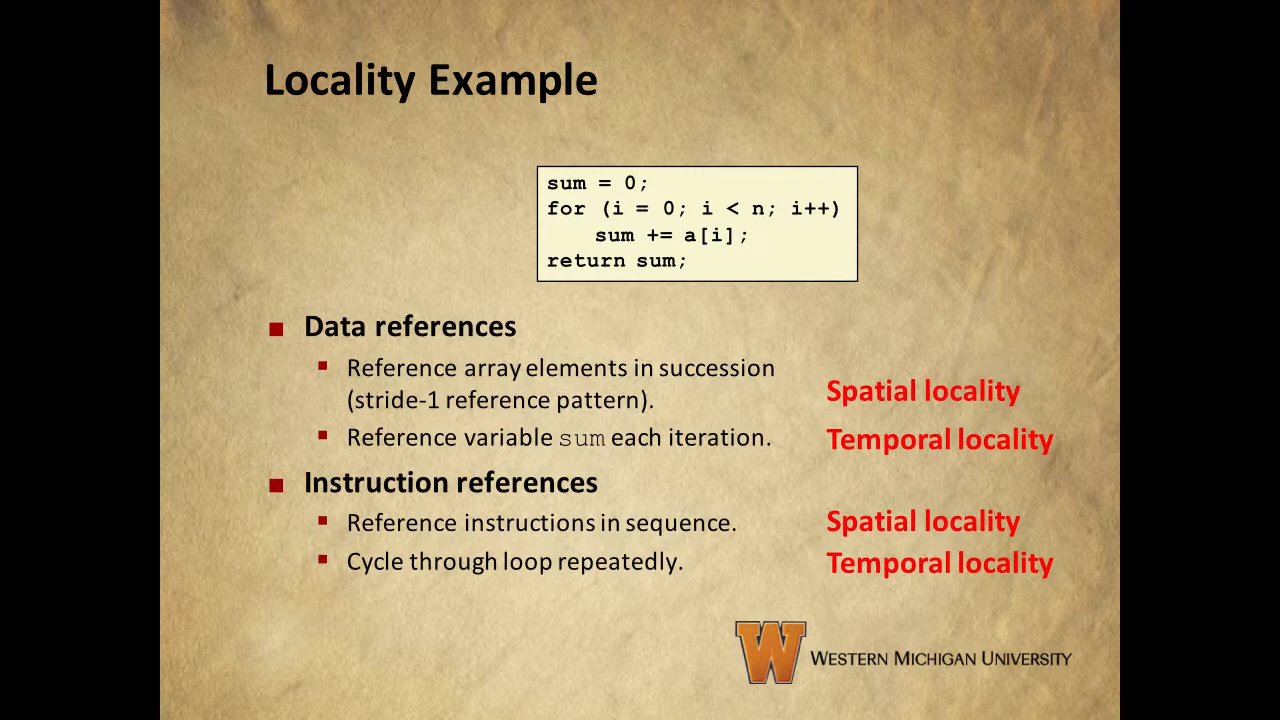 Locality Example
sum = 0;
for (i = 0; i < n; i++)
sum += a[i];
return sum;
Data references
Reference array elements in succession
(stride-1 reference pattern).
Spatial locality
Reference variable sum each iteration.
Temporal locality
Instruction references
Reference instructions in sequence.
Spatial locality
Cycle through loop repeatedly.
Temporal locality
W WESTERN MICHIGAN UNIVERSITY